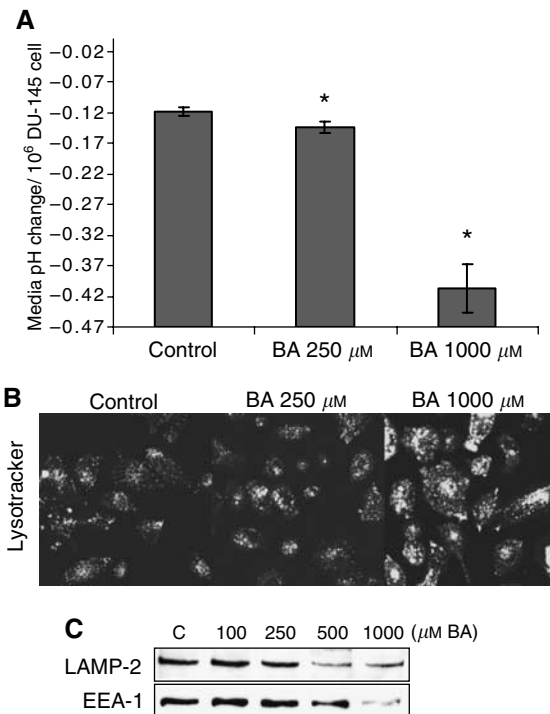 A
Media pH change/ 10⁶ DU-145 cell
−0.02
−0.07
−0.12
−0.17
−0.22
−0.27
−0.32
−0.37
−0.42
−0.47
*
*
Control BA 250 μM BA 1000 μM
B
Control BA 250 μM BA 1000 μM
Lysotracker
C
C 100 250 500 1000 (μM BA)
LAMP-2
EEA-1